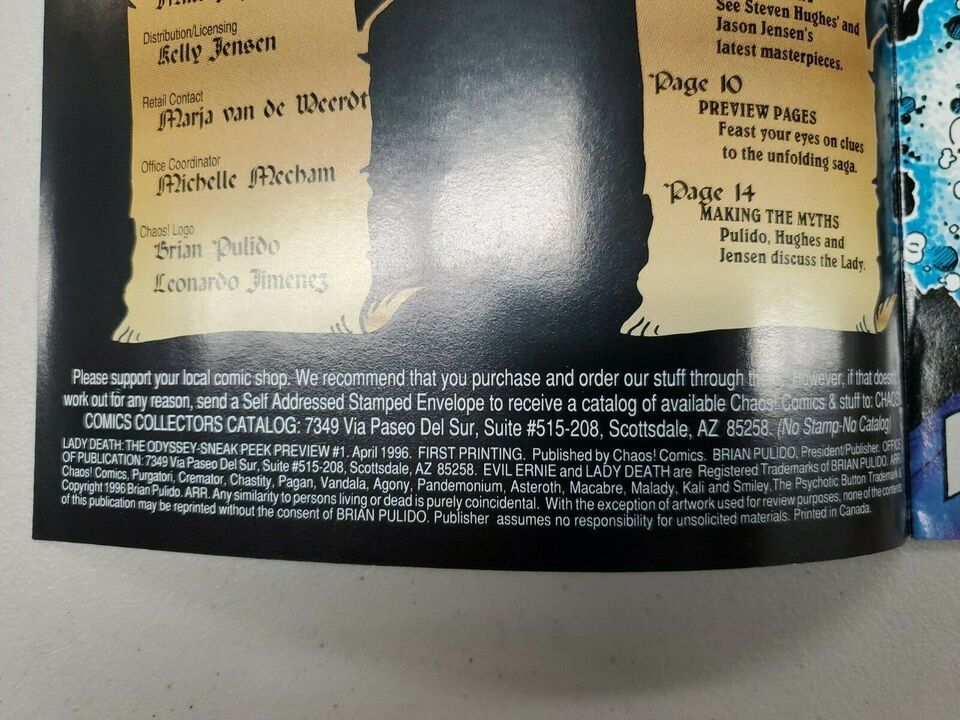 Distribution/Licensing
Kelly Jensen
Retail Contact
Marja van de Weerdt
Office Coordinator
Michelle Mecham
Chaos! Logo
Brian Pulido
Leonardo Jimenez
See Steven Hughes' and
Jason Jensen's
latest masterpieces.
Page 10
PREVIEW PAGES
Feast your eyes on clues
to the unfolding saga.
Page 14
MAKING THE MYTHS
Pulido, Hughes and
Jensen discuss the Lady.
Please support your local comic shop. We recommend that you purchase and order our stuff through However, if that doesn't
work out for any reason, send a Self Addressed Stamped Envelope to receive a catalog of available Chaos! Comics & stuff to: CHAOS!
COMICS COLLECTORS CATALOG: 7349 Via Paseo Del Sur, Suite #515-208, Scottsdale, AZ 85258. (No Stamp-No Catalog)
LADY DEATH: THE ODYSSEY-SNEAK PEEK PREVIEW #1. April 1996. FIRST PRINTING. Published by Chaos! Comics. BRIAN PULIDO, President/Publisher. OFFICE
OF PUBLICATION: 7349 Via Paseo Del Sur, Suite #515-208, Scottsdale, AZ 85258. EVIL ERNIE and LADY DEATH are Registered Trademarks of BRIAN PULIDO. ARR
Chaos! Comics, Purgatori, Cremator, Chastity, Pagan, Vandala, Agony, Pandemonium, Asteroth, Macabre, Malady, Kali and Smiley,The Psychotic Button Trademark &
Copyright 1996 Brian Pulido. ARR. Any similarity to persons living or dead is purely coincidental. With the exception of artwork used for review purposes, none of the contents
of this publication may be reprinted without the consent of BRIAN PULIDO. Publisher assumes no responsibility for unsolicited materials. Printed in Canada.